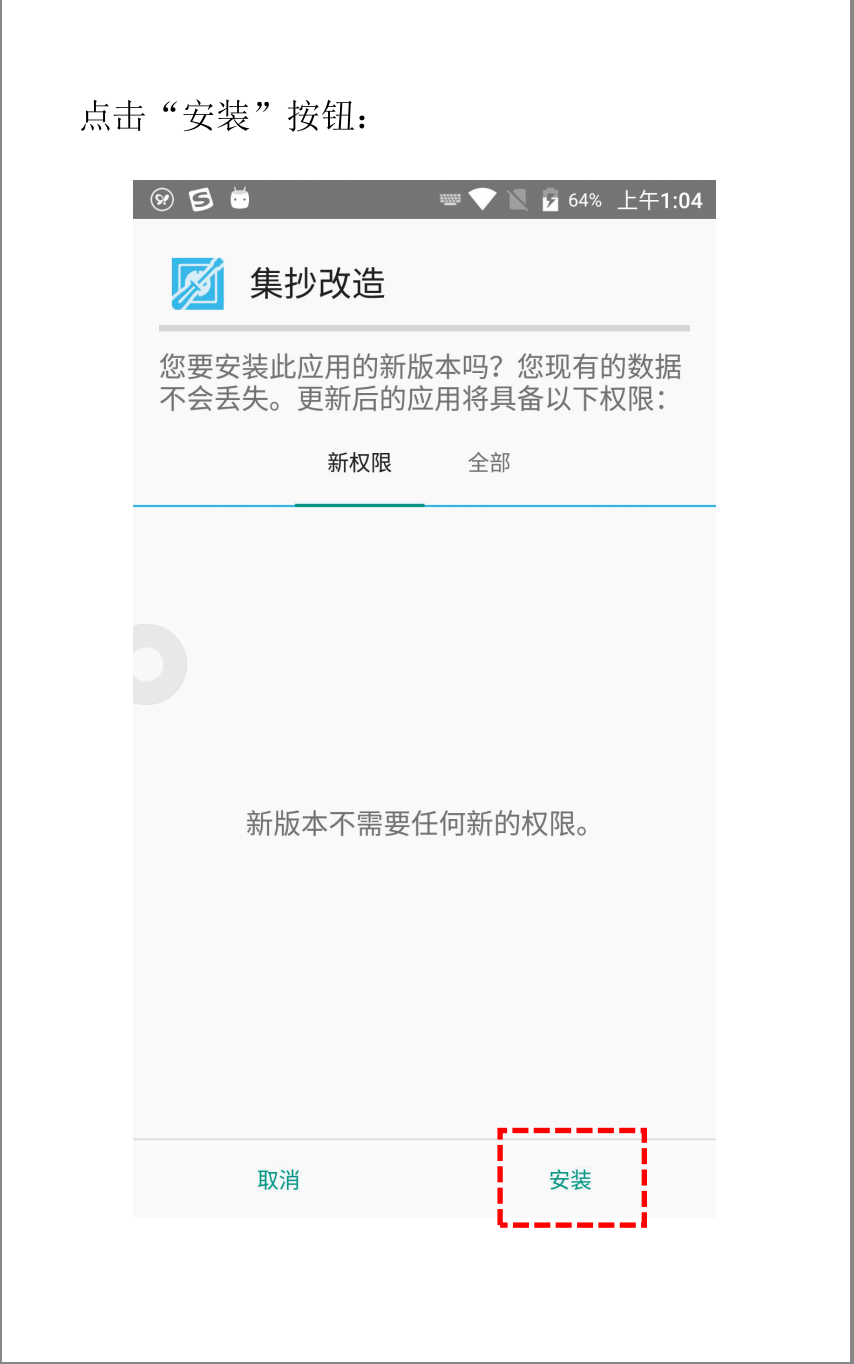 点击“安装”按钮：
64% 上午1:04
集抄改造
您要安装此应用的新版本吗？您现有的数据
不会丢失。更新后的应用将具备以下权限：
新权限 全部
新版本不需要任何新的权限。
取消 安装